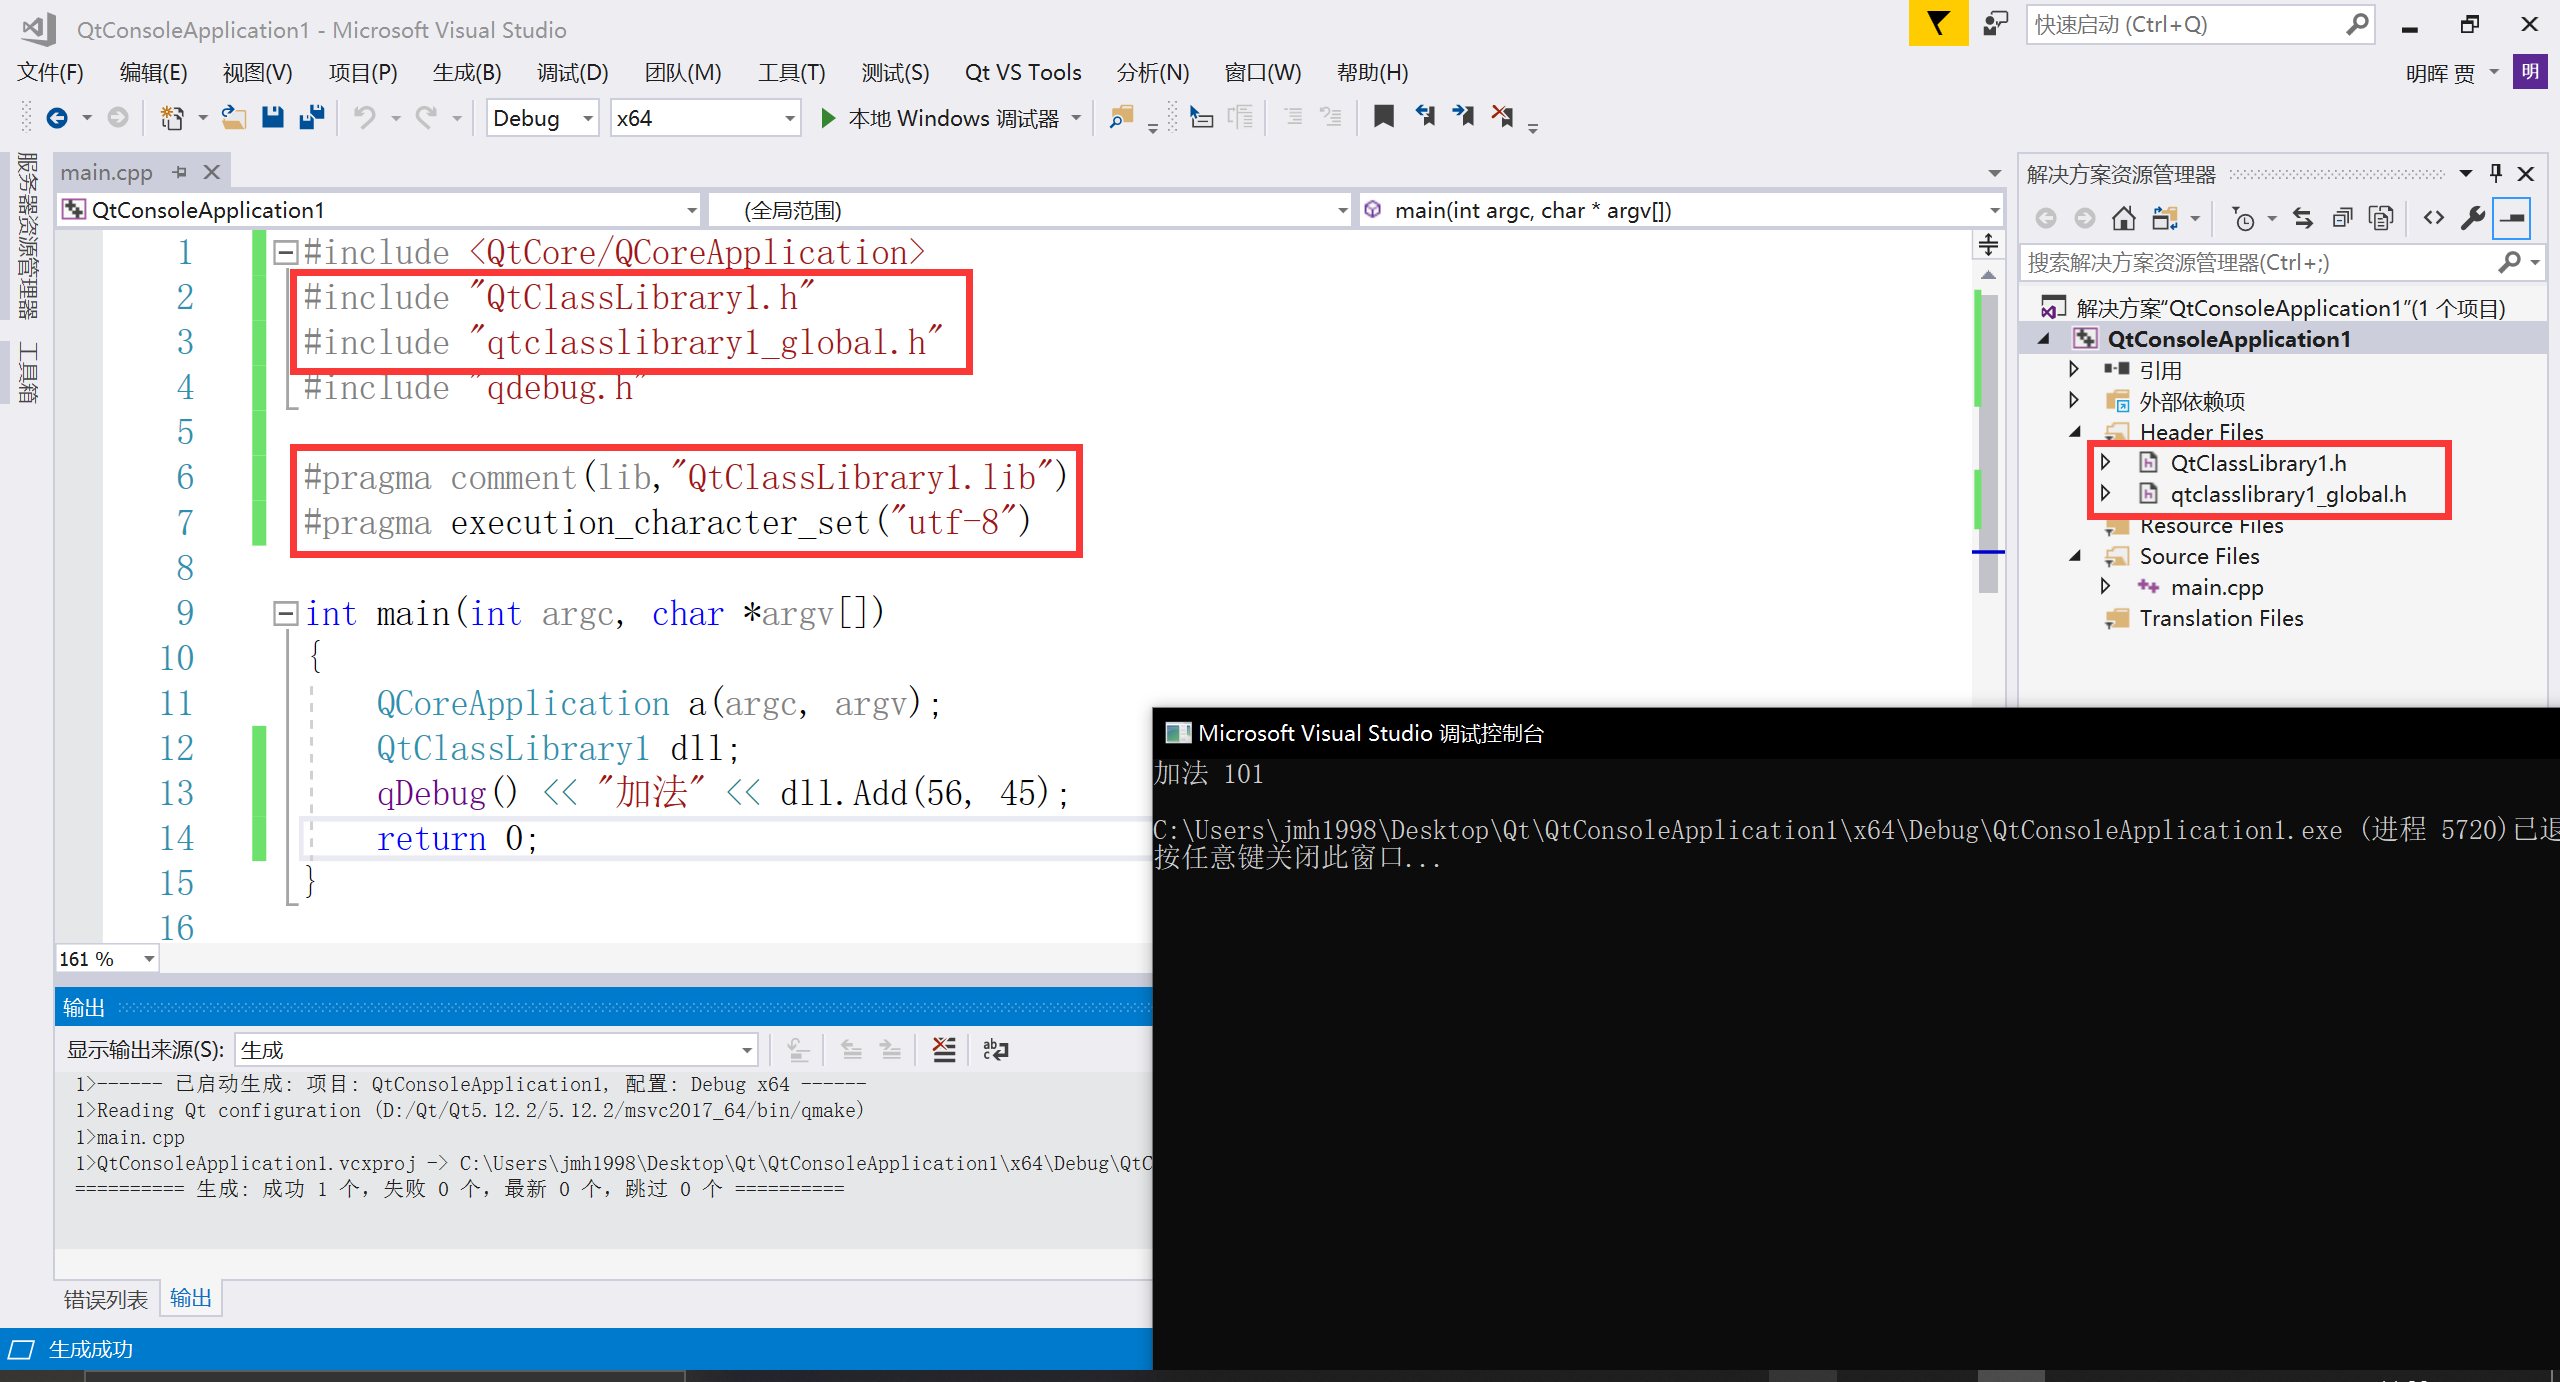 QtConsoleApplication1 - Microsoft Visual Studio
快速启动 (Ctrl+Q)
文件(F) 编辑(E) 视图(V) 项目(P) 生成(B) 调试(D) 团队(M) 工具(T) 测试(S) Qt VS Tools 分析(N) 窗口(W) 帮助(H)
明晖 贾 明
Debug x64 本地 Windows 调试器
服务器资源管理器
工具箱
main.cpp
QtConsoleApplication1 (全局范围) main(int argc, char * argv[])
1 #include <QtCore/QCoreApplication>
2 #include "QtClassLibrary1.h"
3 #include "qtclasslibrary1_global.h"
4 #include "qdebug.h"
5
6 #pragma comment(lib,"QtClassLibrary1.lib")
7 #pragma execution_character_set("utf-8")
8
9 int main(int argc, char *argv[])
10 {
11 QCoreApplication a(argc, argv);
12 QtClassLibrary1 dll;
13 qDebug() << "加法" << dll.Add(56, 45);
14 return 0;
15 }
16
161 %
解决方案资源管理器
搜索解决方案资源管理器(Ctrl+;)
解决方案"QtConsoleApplication1"(1 个项目)
QtConsoleApplication1
引用
外部依赖项
Header Files
QtClassLibrary1.h
qtclasslibrary1_global.h
Resource Files
Source Files
main.cpp
Translation Files
Microsoft Visual Studio 调试控制台
加法 101
C:\Users\jmh1998\Desktop\Qt\QtConsoleApplication1\x64\Debug\QtConsoleApplication1.exe (进程 5720)已退
按任意键关闭此窗口...
输出
显示输出来源(S): 生成
1>------ 已启动生成: 项目: QtConsoleApplication1, 配置: Debug x64 ------
1>Reading Qt configuration (D:/Qt/Qt5.12.2/5.12.2/msvc2017_64/bin/qmake)
1>main.cpp
1>QtConsoleApplication1.vcxproj -> C:\Users\jmh1998\Desktop\Qt\QtConsoleApplication1\x64\Debug\QtC
========== 生成: 成功 1 个，失败 0 个，最新 0 个，跳过 0 个 ==========
错误列表 输出
生成成功